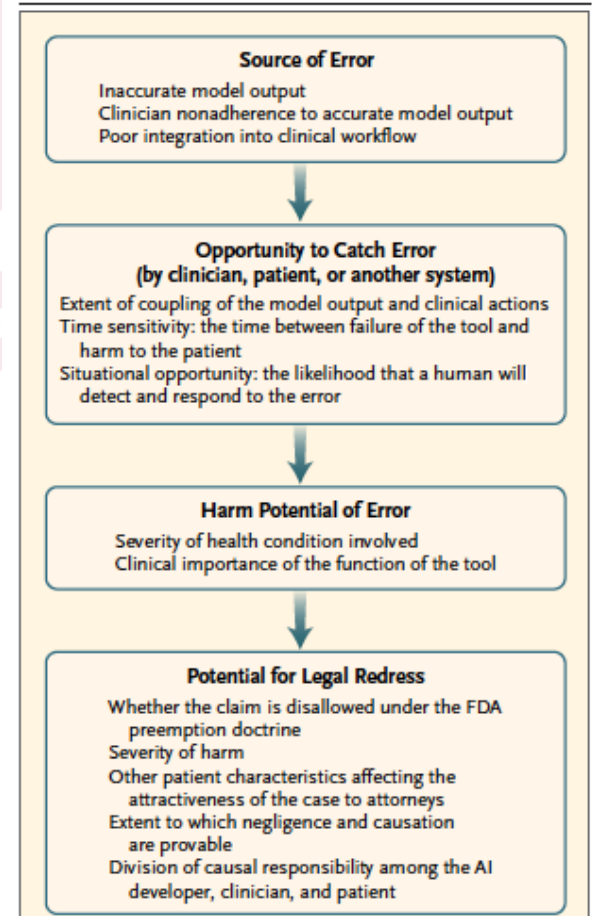 Source of Error
Inaccurate model output
Clinician nonadherence to accurate model output
Poor integration into clinical workflow
Opportunity to Catch Error
(by clinician, patient, or another system)
Extent of coupling of the model output and clinical actions
Time sensitivity: the time between failure of the tool and
harm to the patient
Situational opportunity: the likelihood that a human will
detect and respond to the error
Harm Potential of Error
Severity of health condition involved
Clinical importance of the function of the tool
Potential for Legal Redress
Whether the claim is disallowed under the FDA
preemption doctrine
Severity of harm
Other patient characteristics affecting the
attractiveness of the case to attorneys
Extent to which negligence and causation
are provable
Division of causal responsibility among the AI
developer, clinician, and patient